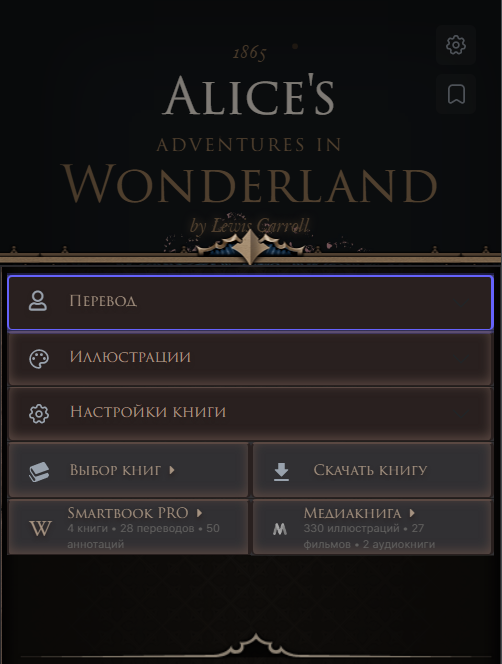 1865
Alice's
Adventures in
Wonderland
by Lewis Carroll
Перевод
Иллюстрации
Настройки книги
Выбор книг
Скачать книгу
Smartbook PRO
4 книги • 28 переводов • 50
аннотаций
Медиакнига
330 иллюстраций • 27
фильмов • 2 аудиокниги